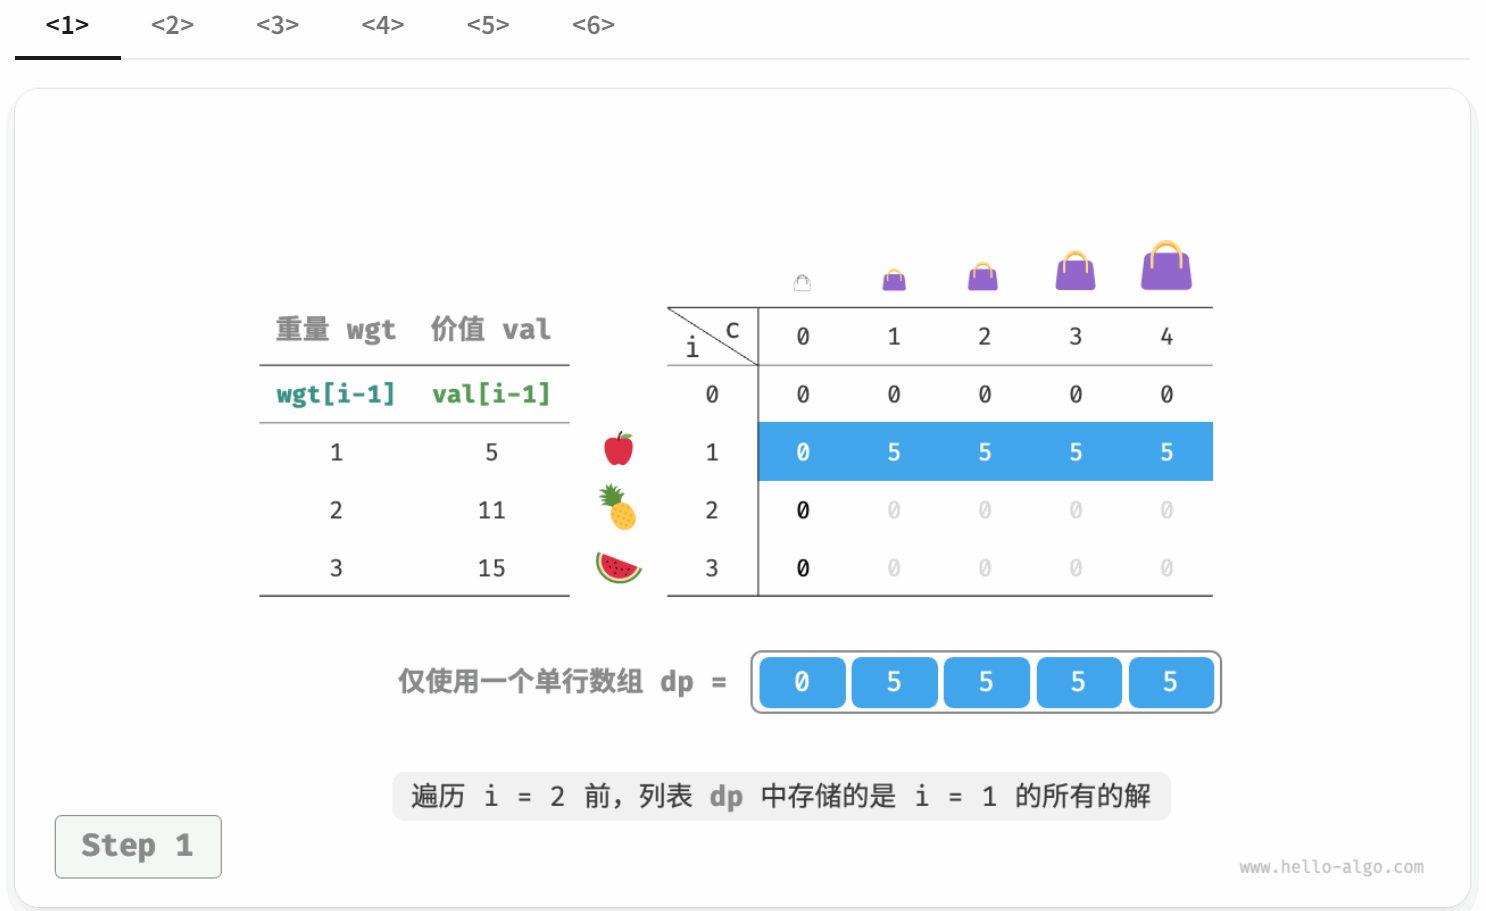 <1> <2> <3> <4> <5> <6>
重量 wgt 价值 val
wgt[i-1] val[i-1]
1 5
2 11
3 15
i c 0 1 2 3 4
0 0 0 0 0 0
1 0 5 5 5 5
2 0 0 0 0 0
3 0 0 0 0 0
仅使用一个单行数组 dp = 0 5 5 5 5
遍历 i = 2 前，列表 dp 中存储的是 i = 1 的所有的解
Step 1
www.hello-algo.com